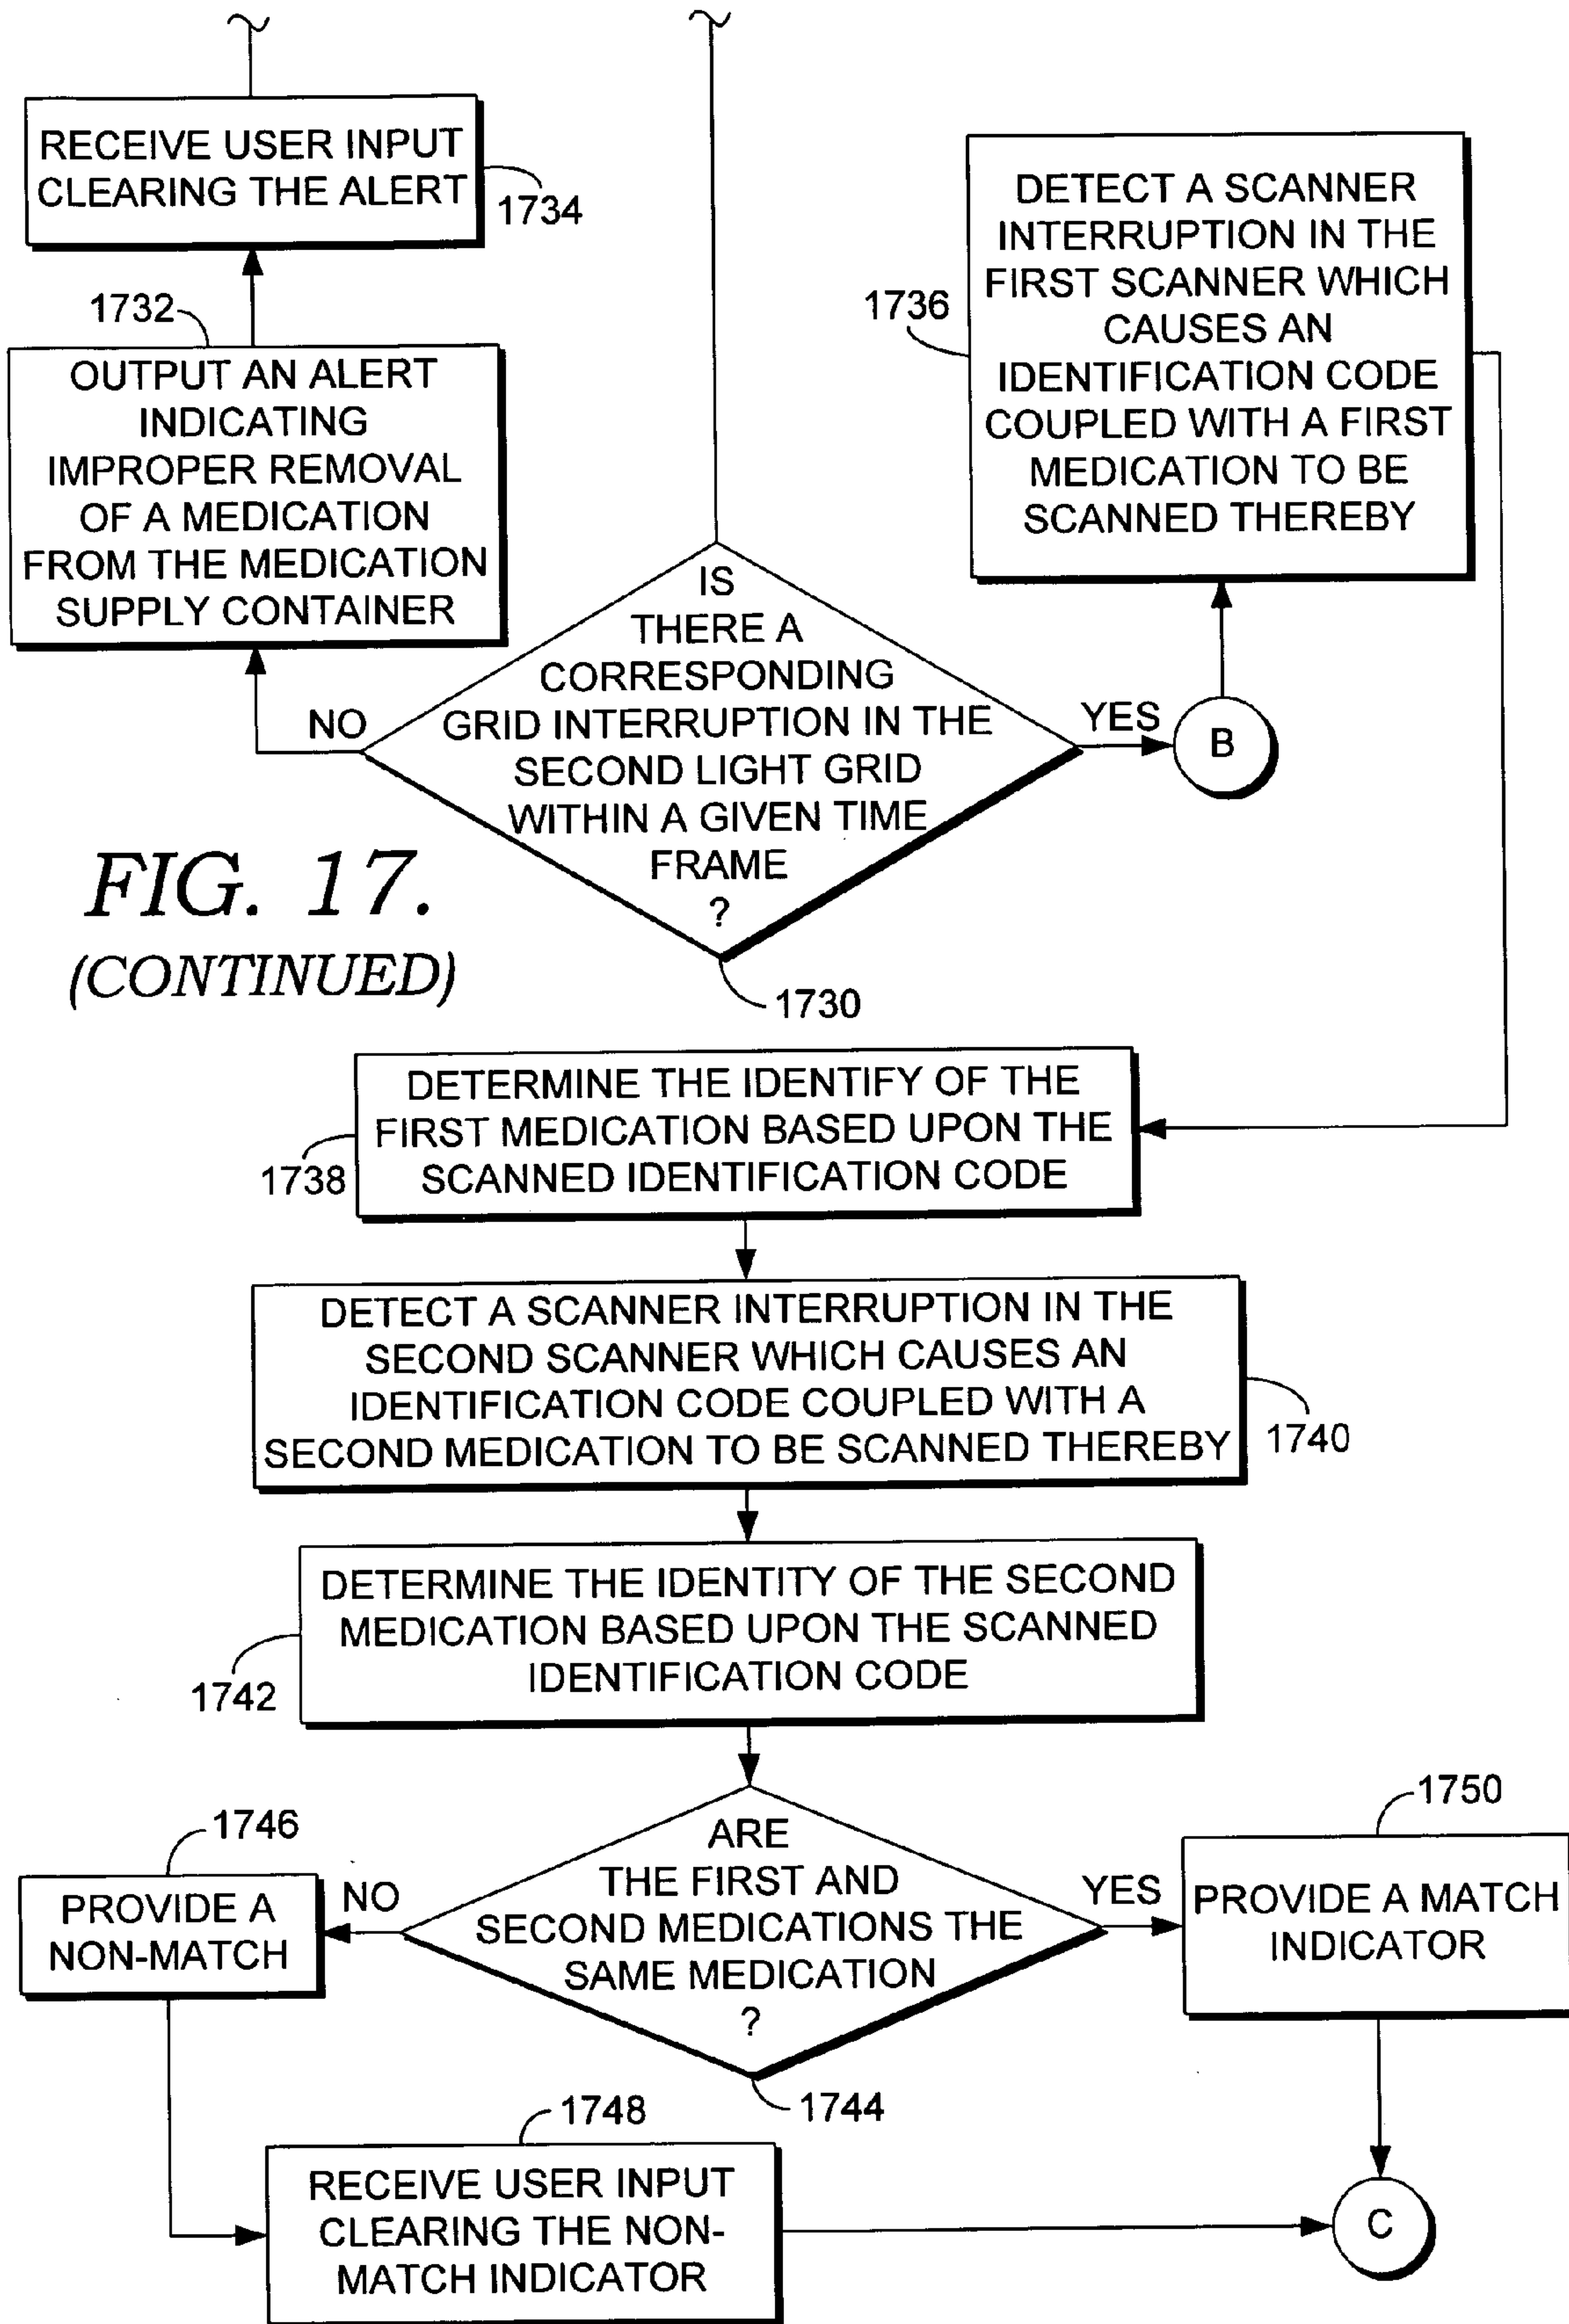 RECEIVE USER INPUT
CLEARING THE ALERT
1734
1732
OUTPUT AN ALERT
INDICATING
IMPROPER REMOVAL
OF A MEDICATION
FROM THE MEDICATION
SUPPLY CONTAINER
1736
DETECT A SCANNER
INTERRUPTION IN THE
FIRST SCANNER WHICH
CAUSES AN
IDENTIFICATION CODE
COUPLED WITH A FIRST
MEDICATION TO BE
SCANNED THEREBY
IS
THERE A
CORRESPONDING
GRID INTERRUPTION IN THE
SECOND LIGHT GRID
WITHIN A GIVEN TIME
FRAME
?
NO
YES
B
1730
FIG. 17.
(CONTINUED)
DETERMINE THE IDENTIFY OF THE
FIRST MEDICATION BASED UPON THE
SCANNED IDENTIFICATION CODE
1738
DETECT A SCANNER INTERRUPTION IN THE
SECOND SCANNER WHICH CAUSES AN
IDENTIFICATION CODE COUPLED WITH A
SECOND MEDICATION TO BE SCANNED THEREBY
1740
DETERMINE THE IDENTITY OF THE SECOND
MEDICATION BASED UPON THE SCANNED
IDENTIFICATION CODE
1742
1746
PROVIDE A
NON-MATCH
NO
ARE
THE FIRST AND
SECOND MEDICATIONS THE
SAME MEDICATION
?
YES
1750
PROVIDE A MATCH
INDICATOR
1744
1748
RECEIVE USER INPUT
CLEARING THE NON-
MATCH INDICATOR
C